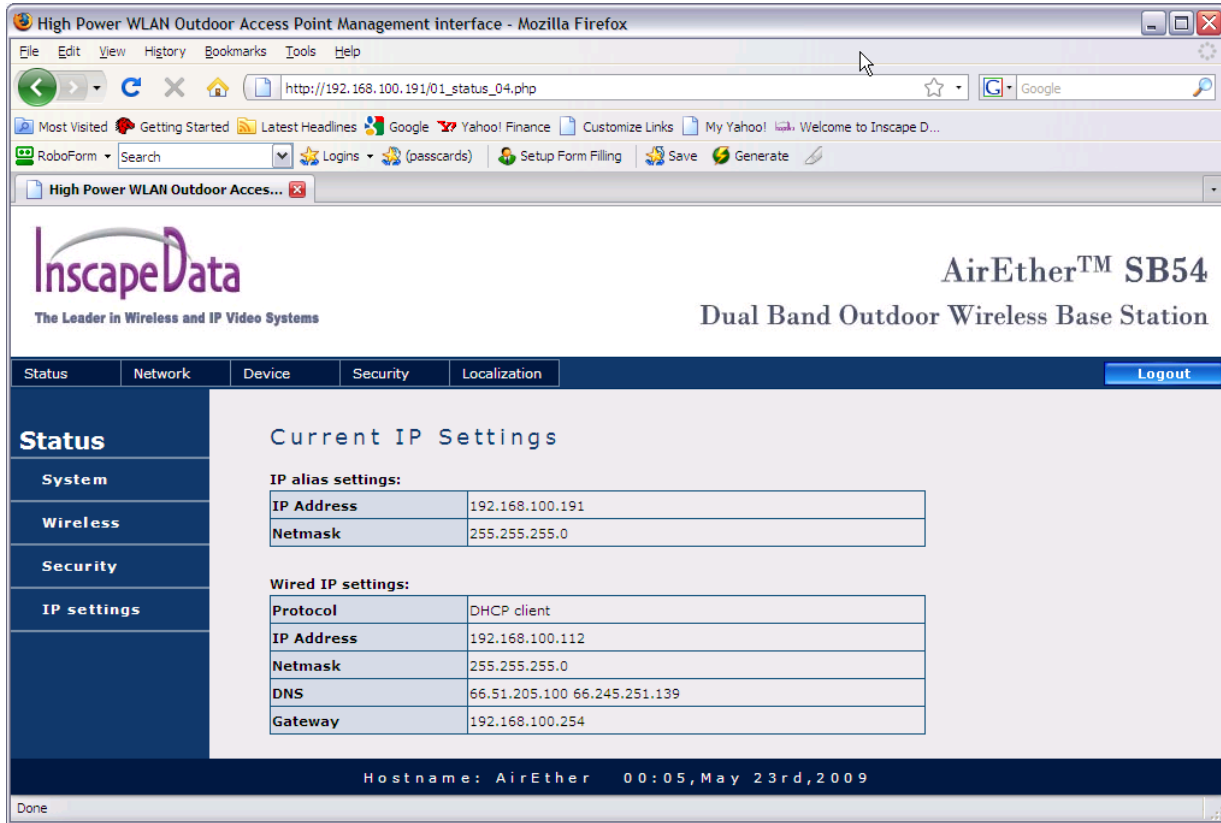 High Power WLAN Outdoor Access Point Management interface - Mozilla Firefox
File Edit View History Bookmarks Tools Help
http://192.168.100.191/01_status_04.php
G Google
Most Visited Getting Started Latest Headlines Google Yahoo! Finance Customize Links My Yahoo! Welcome to Inscape D...
RoboForm Search Logins (passcards) Setup Form Filling Save Generate
High Power WLAN Outdoor Acces...
InscapeData
The Leader in Wireless and IP Video Systems
AirEther™ SB54
Dual Band Outdoor Wireless Base Station
Status Network Device Security Localization Logout
Status
System
Wireless
Security
IP settings
Current IP Settings
IP alias settings:
IP Address 192.168.100.191
Netmask 255.255.255.0
Wired IP settings:
Protocol DHCP client
IP Address 192.168.100.112
Netmask 255.255.255.0
DNS 66.51.205.100 66.245.251.139
Gateway 192.168.100.254
Hostname: AirEther 00:05,May 23rd,2009
Done